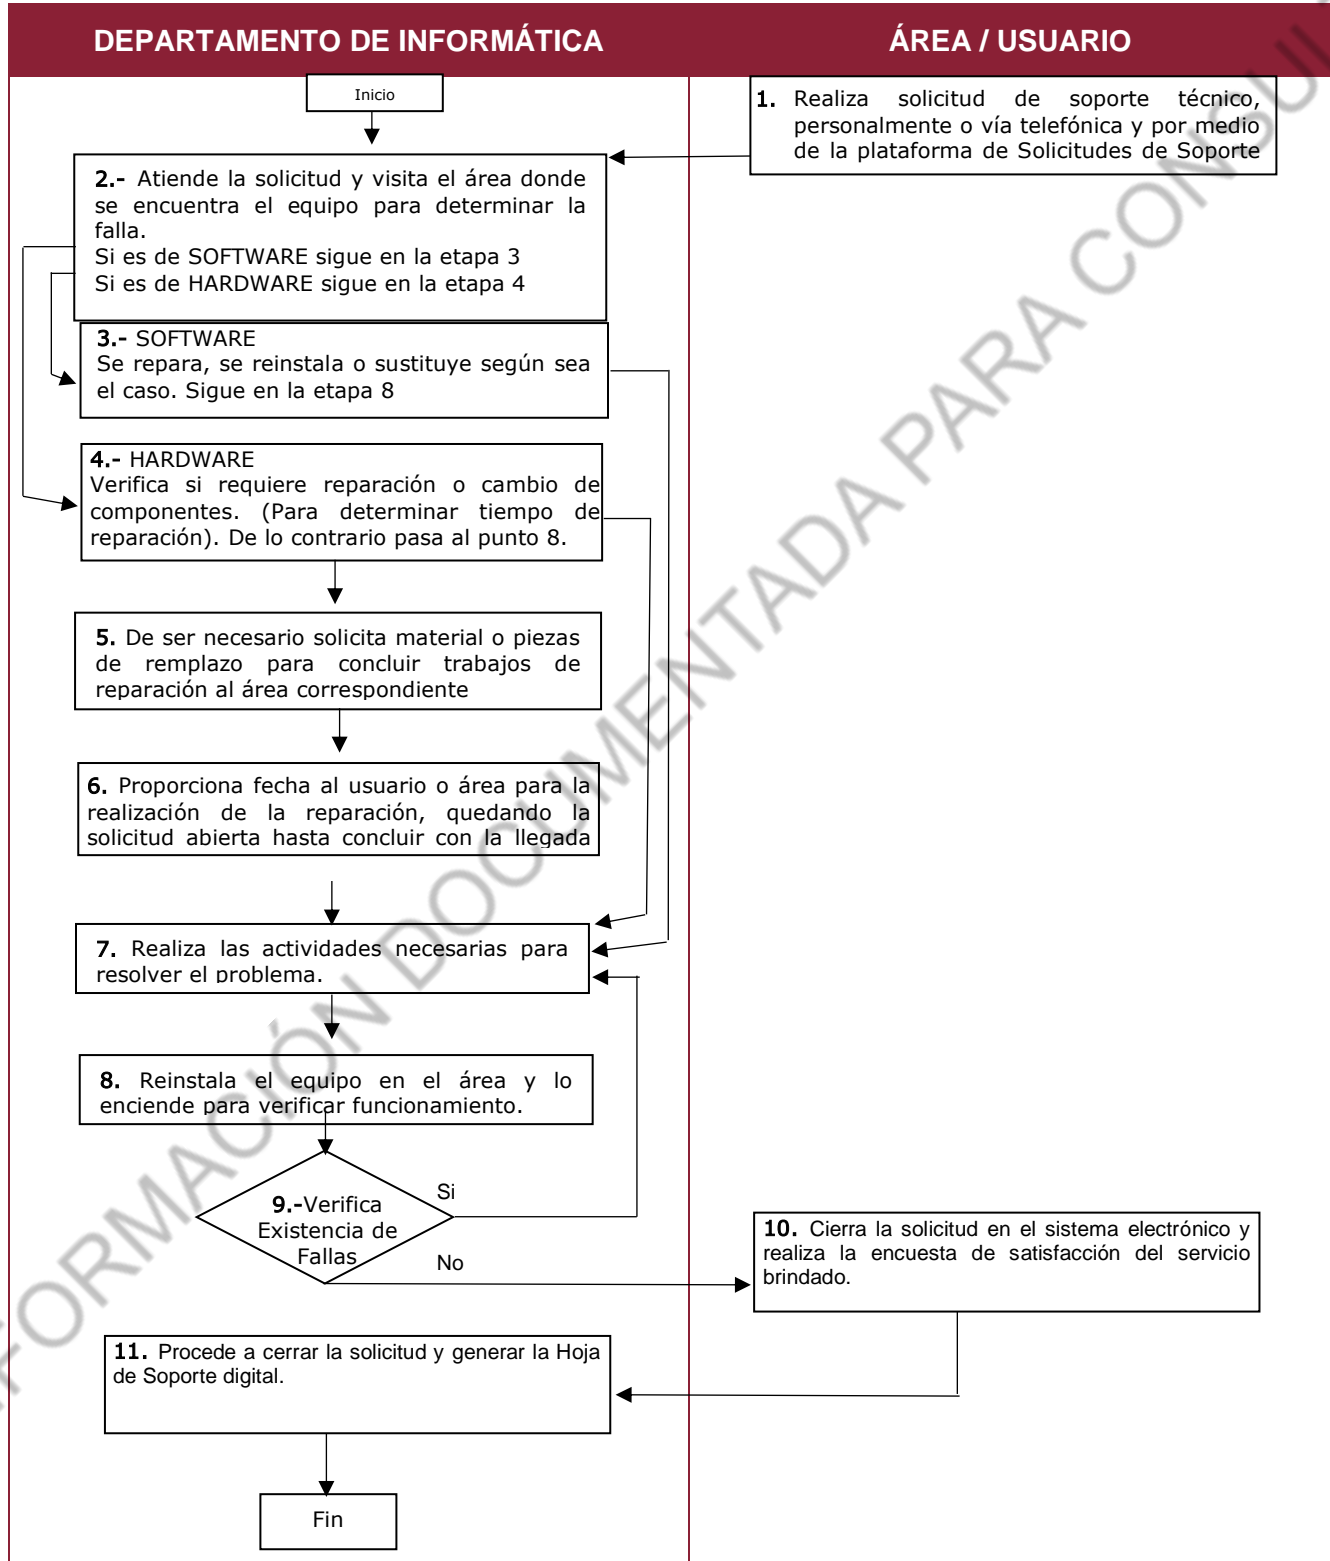 DEPARTAMENTO DE INFORMÁTICA
ÁREA / USUARIO
Inicio
1. Realiza solicitud de soporte técnico,
personalmente o vía telefónica y por medio
de la plataforma de Solicitudes de Soporte
2.- Atiende la solicitud y visita el área donde
se encuentra el equipo para determinar la
falla.
Si es de SOFTWARE sigue en la etapa 3
Si es de HARDWARE sigue en la etapa 4
3.- SOFTWARE
Se repara, se reinstala o sustituye según sea
el caso. Sigue en la etapa 8
4.- HARDWARE
Verifica si requiere reparación o cambio de
componentes. (Para determinar tiempo de
reparación). De lo contrario pasa al punto 8.
5. De ser necesario solicita material o piezas
de remplazo para concluir trabajos de
reparación al área correspondiente
6. Proporciona fecha al usuario o área para la
realización de la reparación, quedando la
solicitud abierta hasta concluir con la llegada
7. Realiza las actividades necesarias para
resolver el problema.
8. Reinstala el equipo en el área y lo
enciende para verificar funcionamiento.
9.-Verifica
Existencia de
Fallas
Si
No
10. Cierra la solicitud en el sistema electrónico y
realiza la encuesta de satisfacción del servicio
brindado.
11. Procede a cerrar la solicitud y generar la Hoja
de Soporte digital.
Fin
FORMACIÓN DOCUMENTADA PARA CONSUL